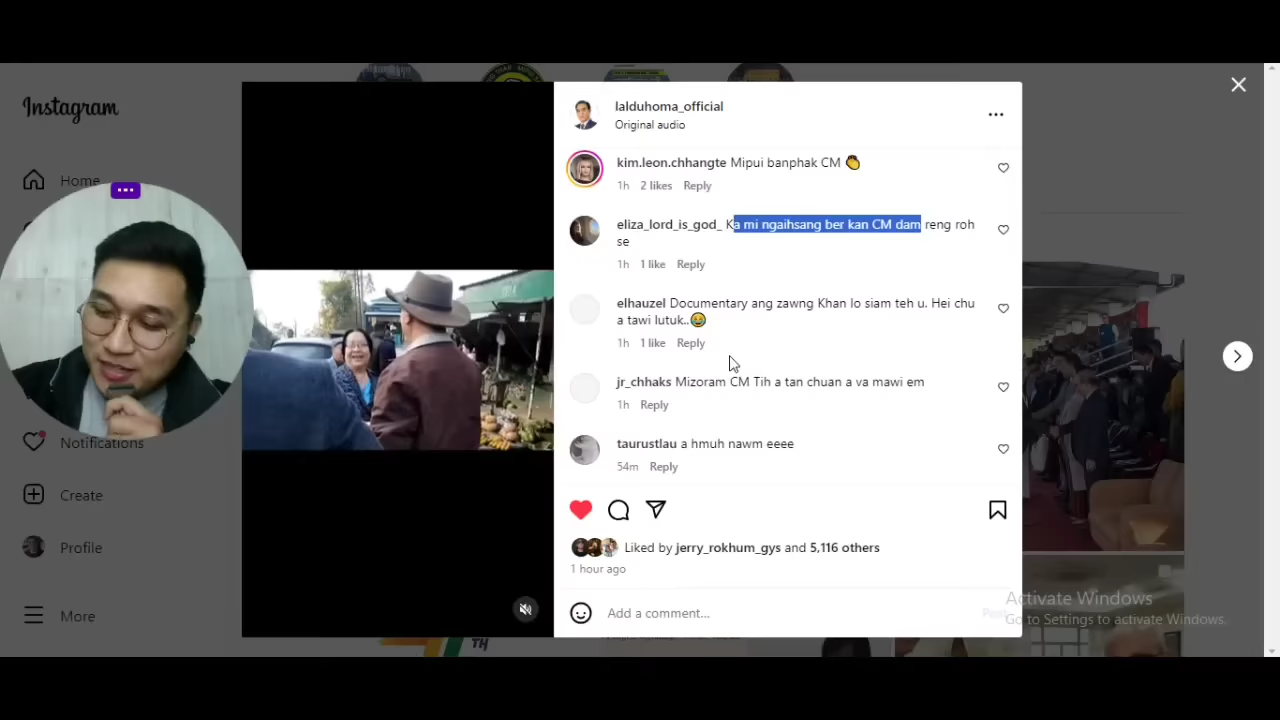 Instagram
Home
Notifications
Create
Profile
More
lalduhoma_official
Original audio
kim.leon.chhangte Mipui banphak CM 👏
1h 2 likes Reply
eliza_lord_is_god_ Ka mi ngaihsang ber kan CM dam reng roh
se
1h 1 like Reply
elhauzel Documentary ang zawng Khan lo siam teh u. Hei chu
a tawi lutuk..😂
1h 1 like Reply
jr_chhaks Mizoram CM Tih a tan chuan a va mawi em
1h Reply
taurustlau a hmuh nawm eeee
54m Reply
Liked by jerry_rokhum_gys and 5,116 others
1 hour ago
Add a comment...
Post
Activate Windows
Go to Settings to activate Windows.
TH